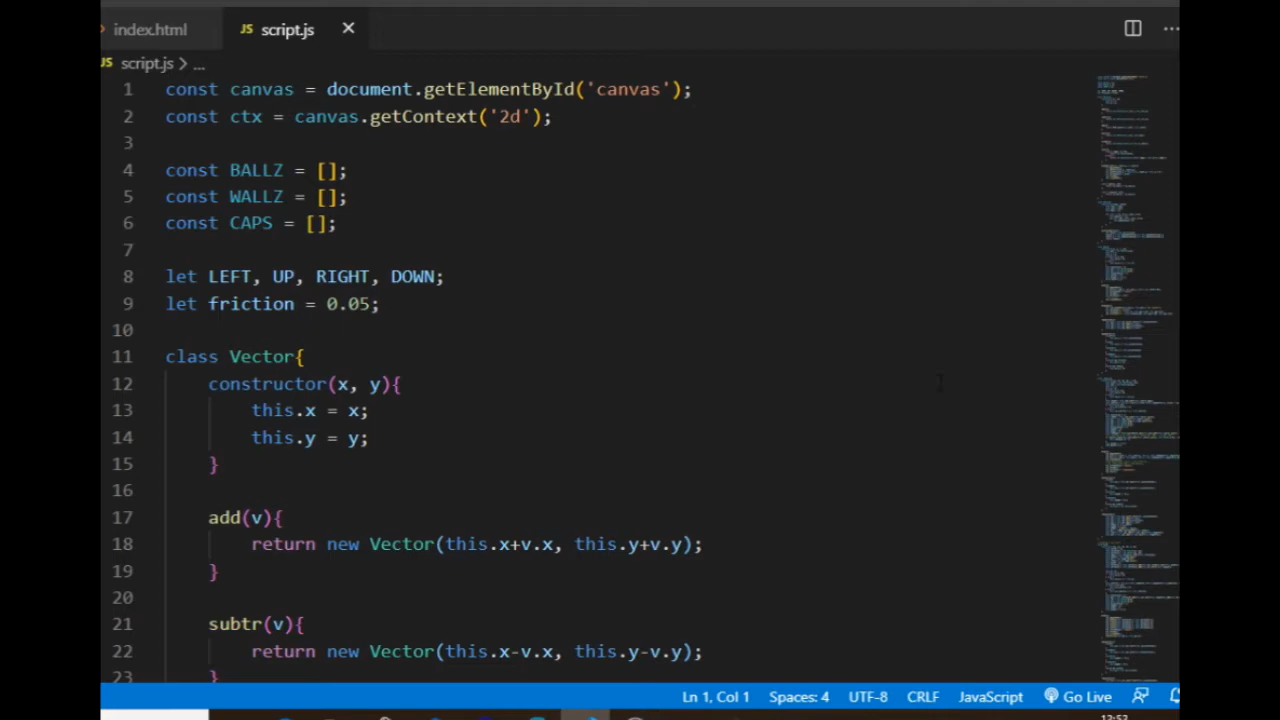 index.html
JS script.js
JS script.js > ...
1 const canvas = document.getElementById('canvas');
2 const ctx = canvas.getContext('2d');
3
4 const BALLZ = [];
5 const WALLZ = [];
6 const CAPS = [];
7
8 let LEFT, UP, RIGHT, DOWN;
9 let friction = 0.05;
10
11 class Vector{
12 constructor(x, y){
13 this.x = x;
14 this.y = y;
15 }
16
17 add(v){
18 return new Vector(this.x+v.x, this.y+v.y);
19 }
20
21 subtr(v){
22 return new Vector(this.x-v.x, this.y-v.y);
23 }
Ln 1, Col 1 Spaces: 4 UTF-8 CRLF JavaScript Go Live